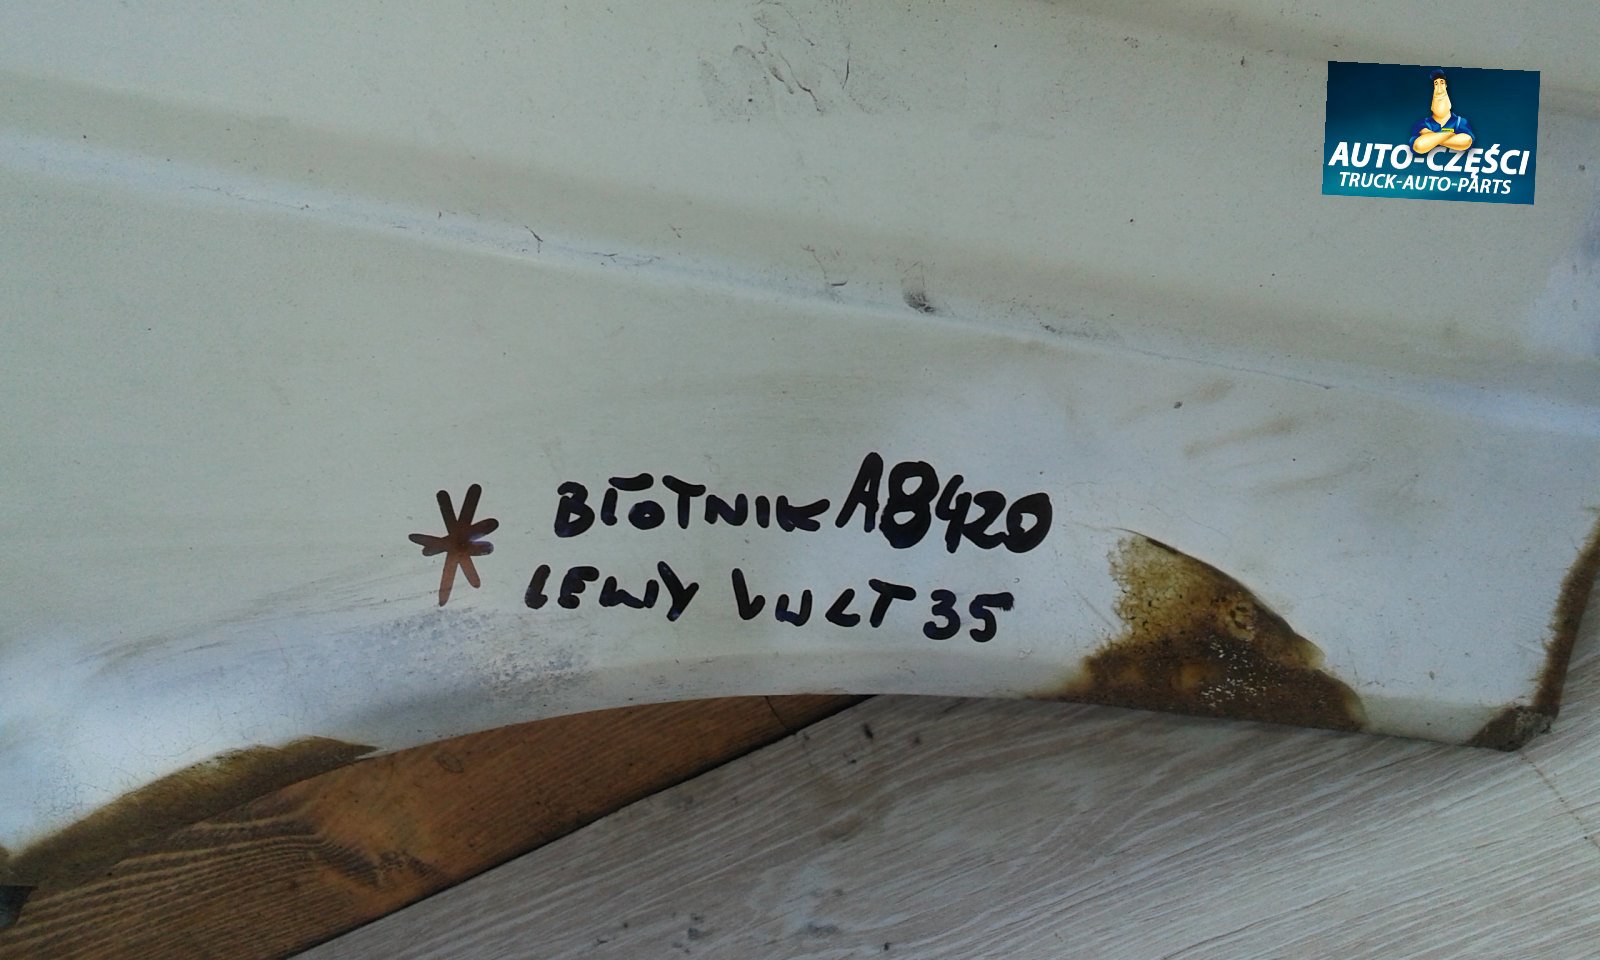 AUTO-CZĘŚCI
TRUCK-AUTO-PARTS
BŁOTNIK A8420
LEWY VW LT 35